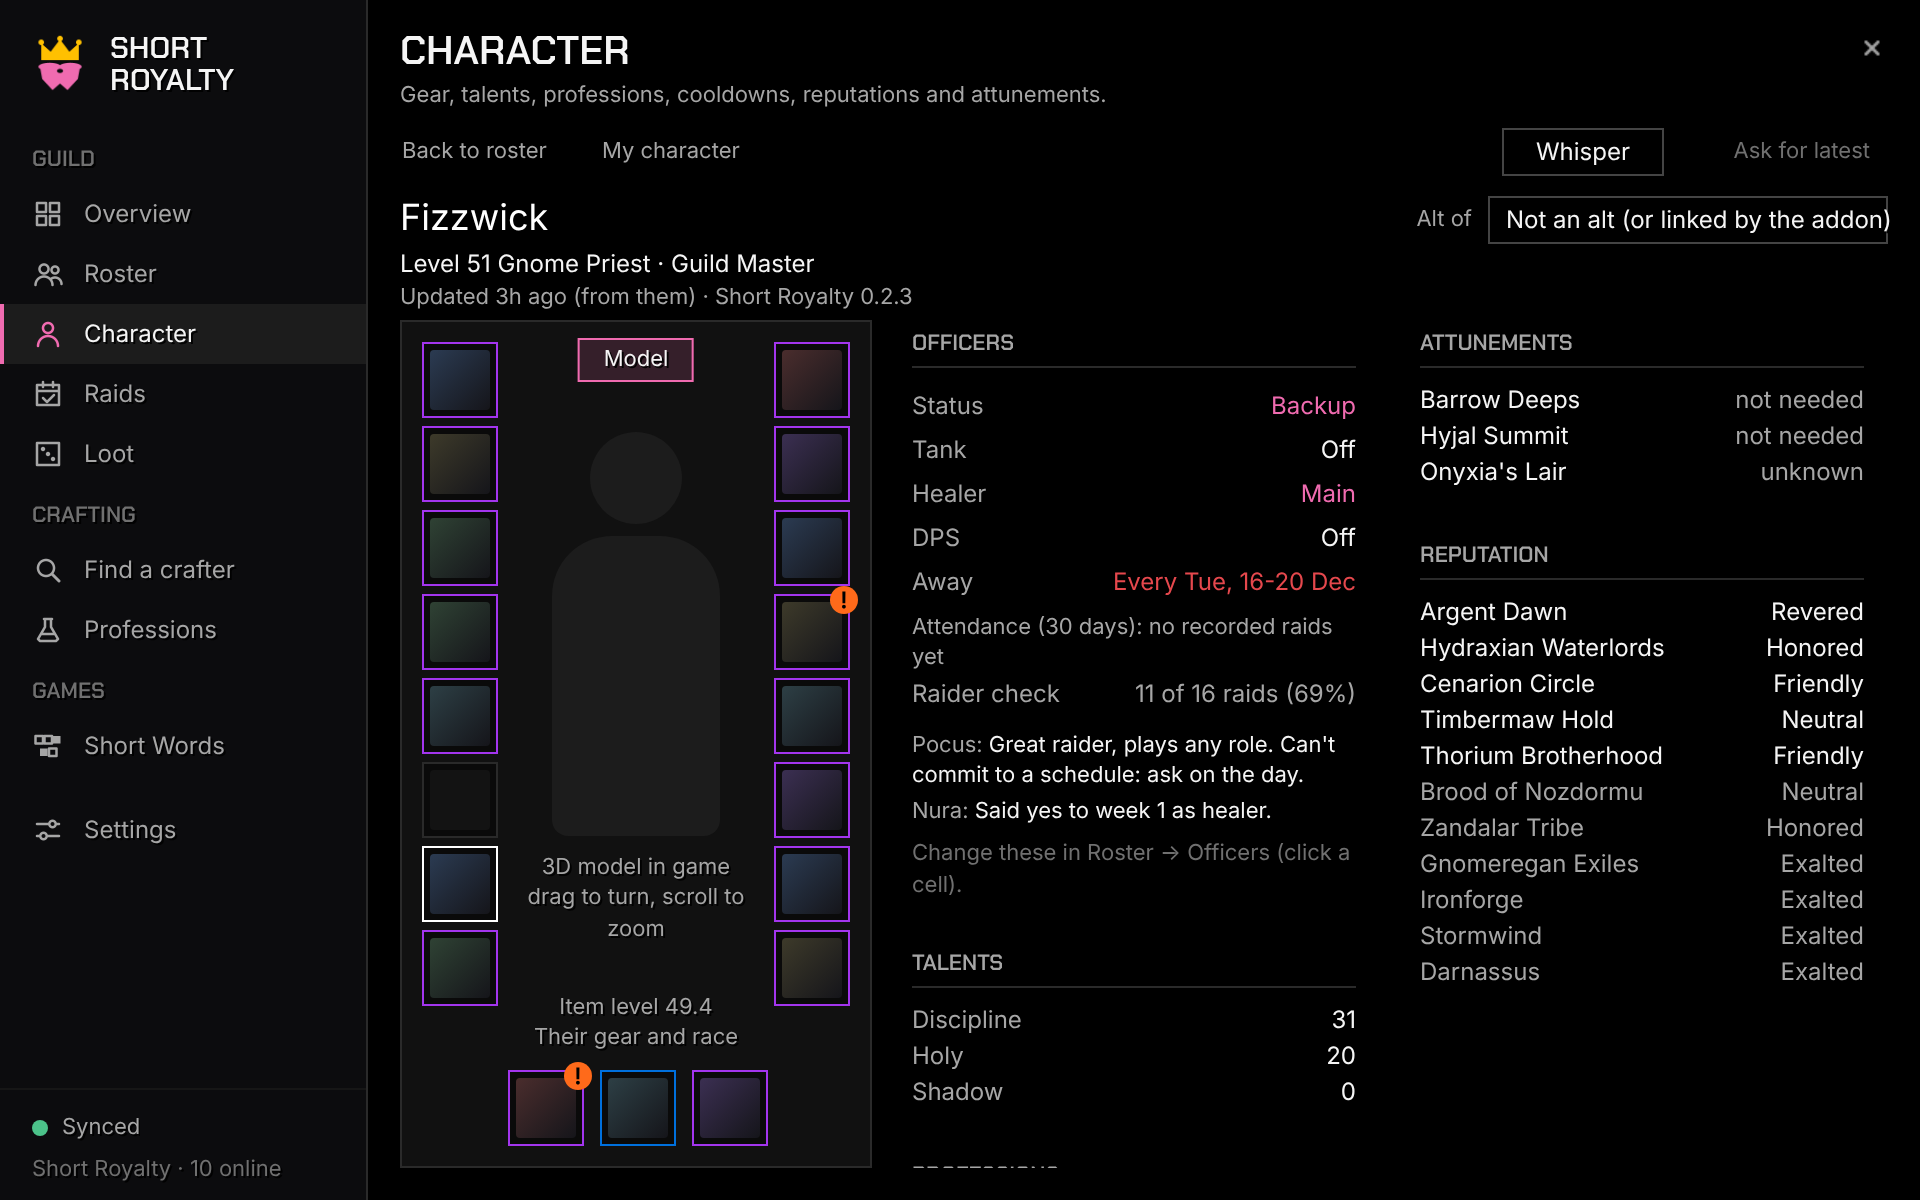 SHORT
ROYALTY
GUILD
Overview
Roster
Character
Raids
Loot
CRAFTING
Find a crafter
Professions
GAMES
Short Words
Settings
Synced
Short Royalty · 10 online
CHARACTER
Gear, talents, professions, cooldowns, reputations and attunements.
Back to roster
My character
Whisper
Ask for latest
Fizzwick
Alt of
Not an alt (or linked by the addon)
Level 51 Gnome Priest · Guild Master
Updated 3h ago (from them) · Short Royalty 0.2.3
Model
!
3D model in game
drag to turn, scroll to
zoom
Item level 49.4
Their gear and race
!
OFFICERS
Status Backup
Tank Off
Healer Main
DPS Off
Away Every Tue, 16-20 Dec
Attendance (30 days): no recorded raids
yet
Raider check 11 of 16 raids (69%)
Pocus: Great raider, plays any role. Can't
commit to a schedule: ask on the day.
Nura: Said yes to week 1 as healer.
Change these in Roster → Officers (click a
cell).
TALENTS
Discipline 31
Holy 20
Shadow 0
ATTUNEMENTS
Barrow Deeps not needed
Hyjal Summit not needed
Onyxia's Lair unknown
REPUTATION
Argent Dawn Revered
Hydraxian Waterlords Honored
Cenarion Circle Friendly
Timbermaw Hold Neutral
Thorium Brotherhood Friendly
Brood of Nozdormu Neutral
Zandalar Tribe Honored
Gnomeregan Exiles Exalted
Ironforge Exalted
Stormwind Exalted
Darnassus Exalted